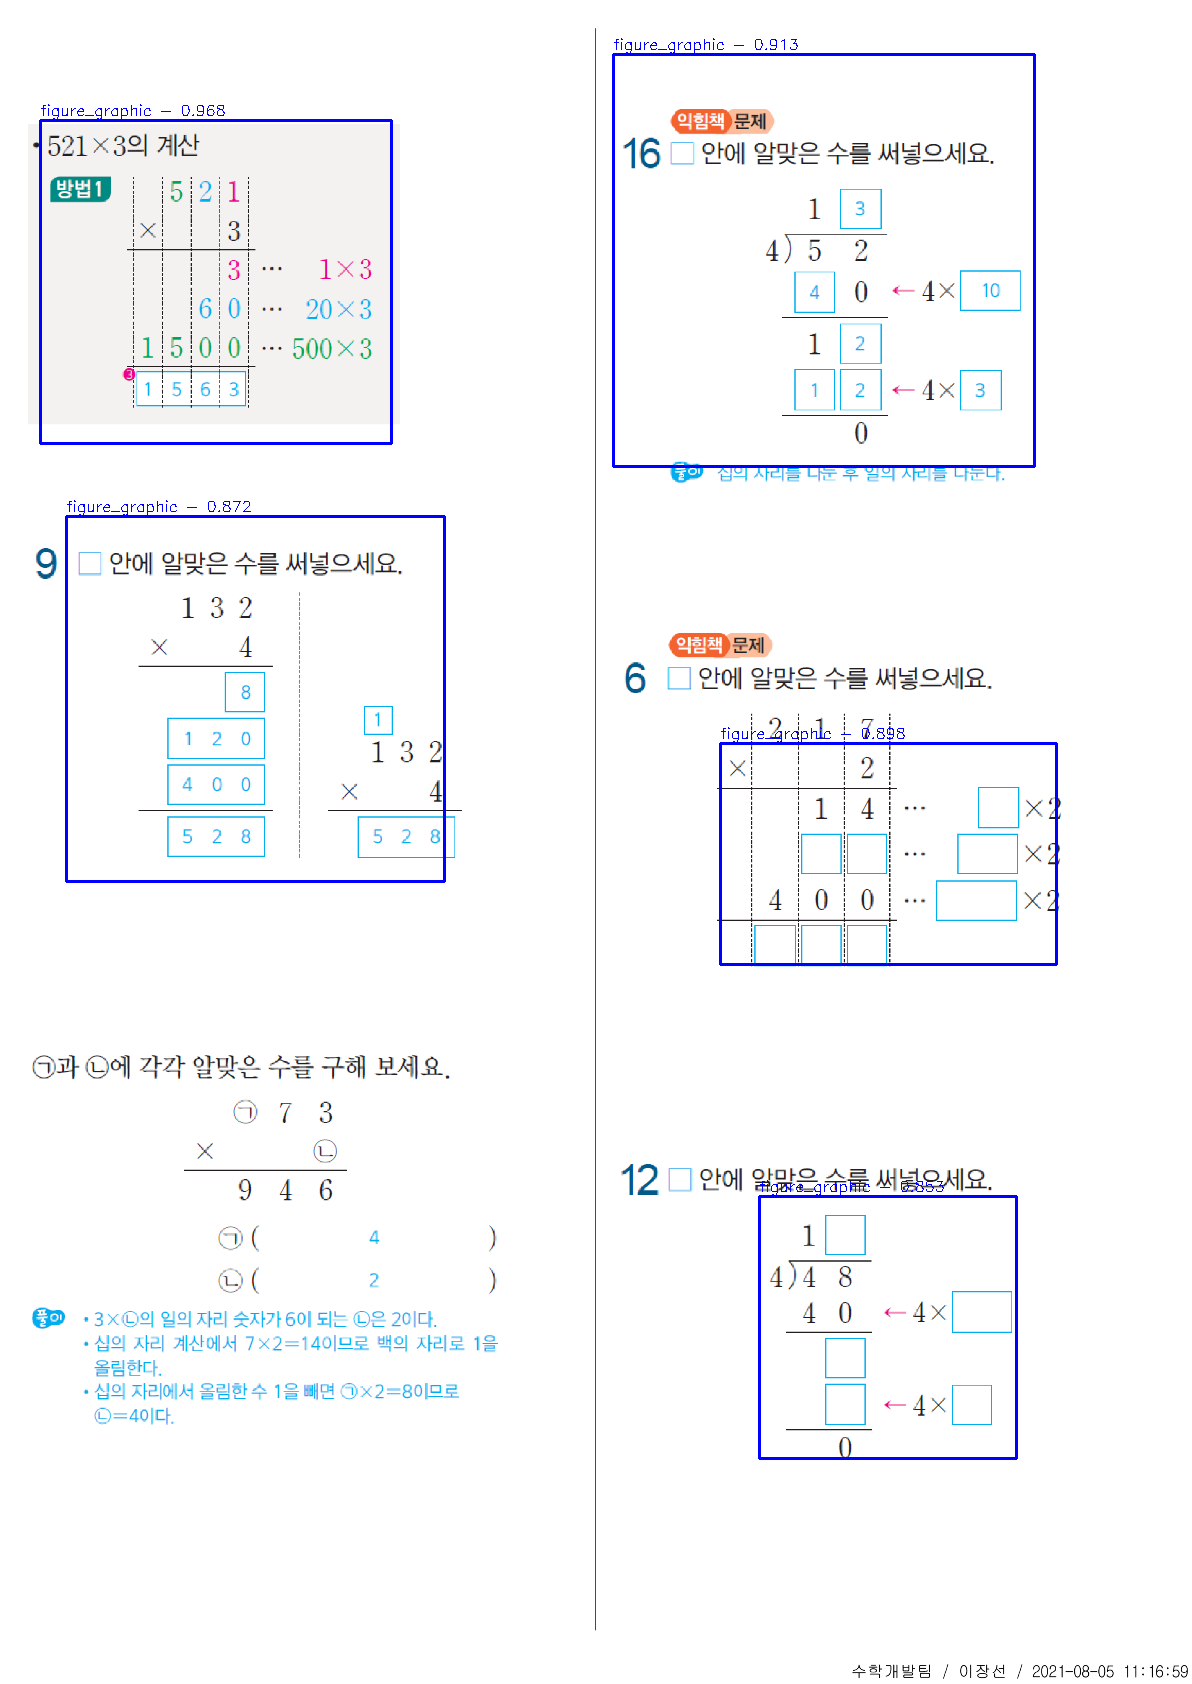 figure_graphic - 0.968
• 521×3의 계산
방법1
5 2 1
× 3
3 … 1×3
6 0 … 20×3
1 5 0 0 … 500×3
③ 1 5 6 3
figure_graphic - 0.872
9 □ 안에 알맞은 수를 써넣으세요.
1 3 2
× 4
8
1 2 0
4 0 0
5 2 8
1
1 3 2
× 4
5 2 8
㉠과 ㉡에 각각 알맞은 수를 구해 보세요.
㉠ 7 3
× ㉡
9 4 6
㉠ ( 4 )
㉡ ( 2 )
풀이 • 3×㉡의 일의 자리 숫자가 6이 되는 ㉡은 2이다.
• 십의 자리 계산에서 7×2=14이므로 백의 자리로 1을
올림한다.
• 십의 자리에서 올림한 수 1을 빼면 ㉠×2=8이므로
㉡=4이다.
figure_graphic - 0.913
익힘책 문제
16 □ 안에 알맞은 수를 써넣으세요.
1 3
4)5 2
4 0 ← 4× 10
1 2
1 2 ← 4× 3
0
풀이 십의 자리를 나눈 후 일의 자리를 나눈다.
익힘책 문제
6 □ 안에 알맞은 수를 써넣으세요.
2 1 7
figure_graphic - 0.898
× 2
1 4 … □ ×2
□ □ … □ ×2
4 0 0 … □ ×2
□ □ □
12 □ 안에 알맞은 수를 써넣으세요.
figure_graphic - 0.853
1 □
4)4 8
4 0 ← 4× □
□
□ ← 4× □
0
수학개발팀 / 이장선 / 2021-08-05 11:16:59